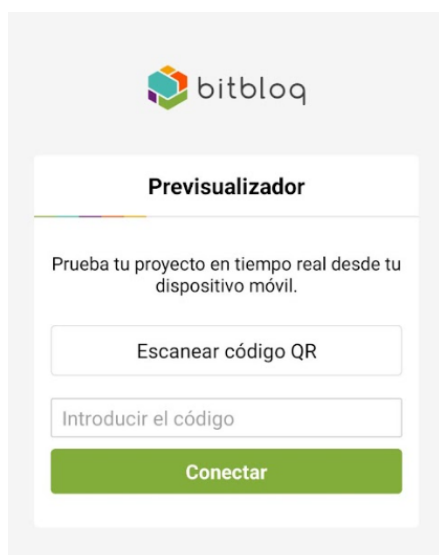 bitbloq
Previsualizador
Prueba tu proyecto en tiempo real desde tu
dispositivo móvil.
Escanear código QR
Introducir el código
Conectar